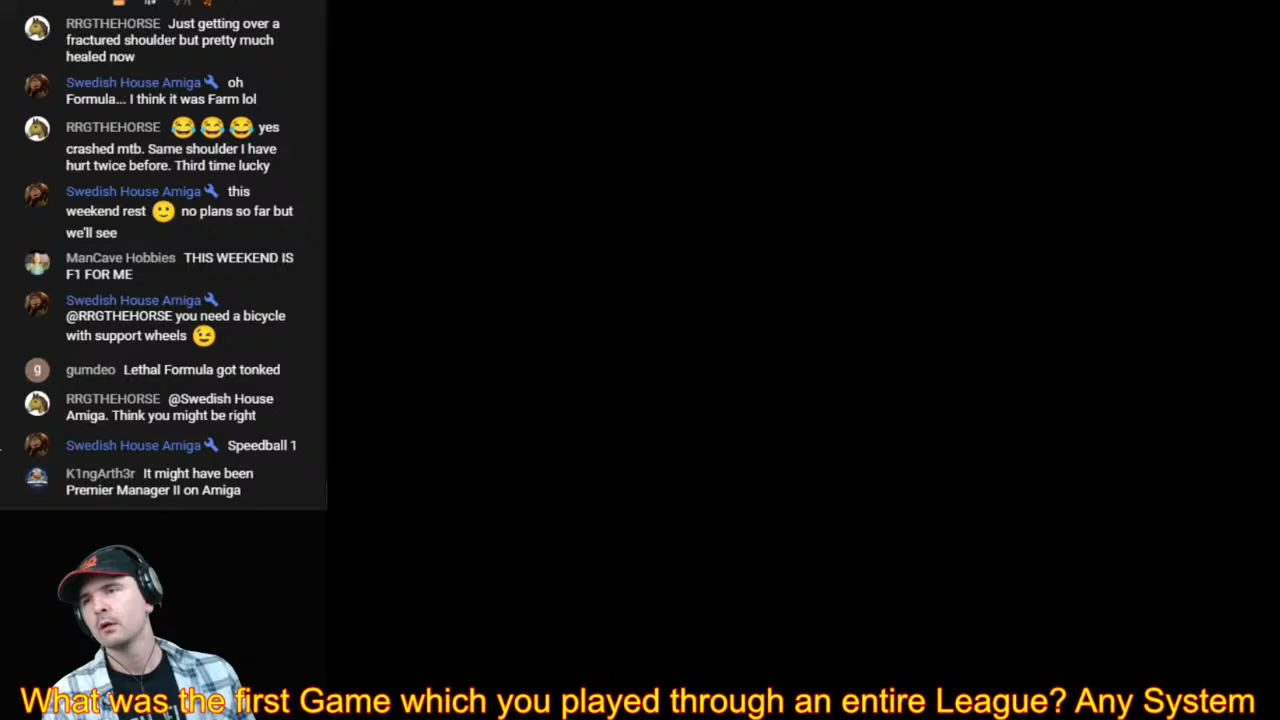 RRGTHEHORSE Just getting over a
fractured shoulder but pretty much
healed now
Swedish House Amiga oh
Formula... I think it was Farm lol
RRGTHEHORSE 😂😂😂 yes
crashed mtb. Same shoulder I have
hurt twice before. Third time lucky
Swedish House Amiga this
weekend rest 🙂 no plans so far but
we'll see
ManCave Hobbies THIS WEEKEND IS
F1 FOR ME
Swedish House Amiga
@RRGTHEHORSE you need a bicycle
with support wheels 😉
g gumdeo Lethal Formula got tonked
RRGTHEHORSE @Swedish House
Amiga. Think you might be right
Swedish House Amiga Speedball 1
K1ngArth3r It might have been
Premier Manager II on Amiga
What was the first Game which you played through an entire League? Any System